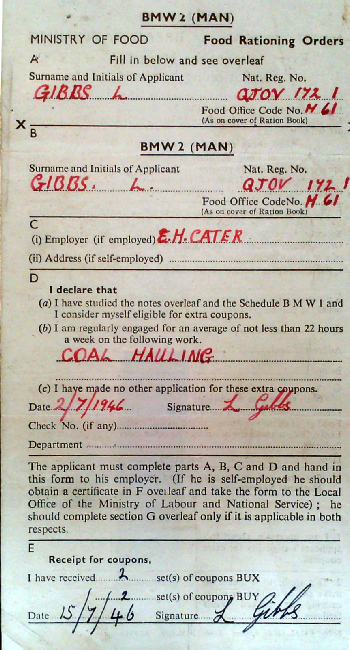 BMW2 (MAN)
MINISTRY OF FOOD Food Rationing Orders
A Fill in below and see overleaf
Surname and Initials of Applicant Nat. Reg. No.
GIBBS L QJOV 172 1
Food Office Code No. M 61
(As on cover of Ration Book)
X
B
BMW2 (MAN)
Surname and Initials of Applicant Nat. Reg. No.
GIBBS. L. QJOV 172 1
Food Office Code No. M 61
(As on cover of Ration Book)
C
(i) Employer (if employed) E.H. CATER
(ii) Address (if self-employed)
D
I declare that
(a) I have studied the notes overleaf and the Schedule B M W 1 and
I consider myself eligible for extra coupons.
(b) I am regularly engaged for an average of not less than 22 hours
a week on the following work.
COAL HAULING
(c) I have made no other application for these extra coupons.
Date 2/7/1946 Signature L Gibbs
Check No. (if any)
Department
The applicant must complete parts A, B, C and D and hand in
this form to his employer. (If he is self-employed he should
obtain a certificate in F overleaf and take the form to the Local
Office of the Ministry of Labour and National Service) ; he
should complete section G overleaf only if it is applicable in both
respects.
E
Receipt for coupons,
I have received 2 set(s) of coupons BUX
2 set(s) of coupons BUY
Date 15/7/46 Signature L Gibbs